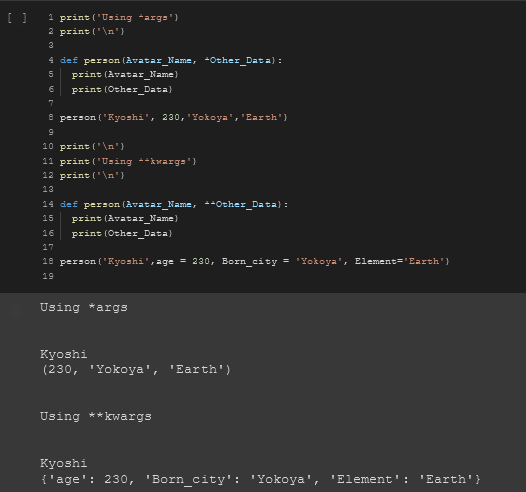 [ ] 1 print('Using *args')
2 print('\n')
3
4 def person(Avatar_Name, *Other_Data):
5 print(Avatar_Name)
6 print(Other_Data)
7
8 person('Kyoshi', 230,'Yokoya','Earth')
9
10 print('\n')
11 print('Using **kwargs')
12 print('\n')
13
14 def person(Avatar_Name, **Other_Data):
15 print(Avatar_Name)
16 print(Other_Data)
17
18 person('Kyoshi',age = 230, Born_city = 'Yokoya', Element='Earth')
19
Using *args
Kyoshi
(230, 'Yokoya', 'Earth')
Using **kwargs
Kyoshi
{'age': 230, 'Born_city': 'Yokoya', 'Element': 'Earth'}